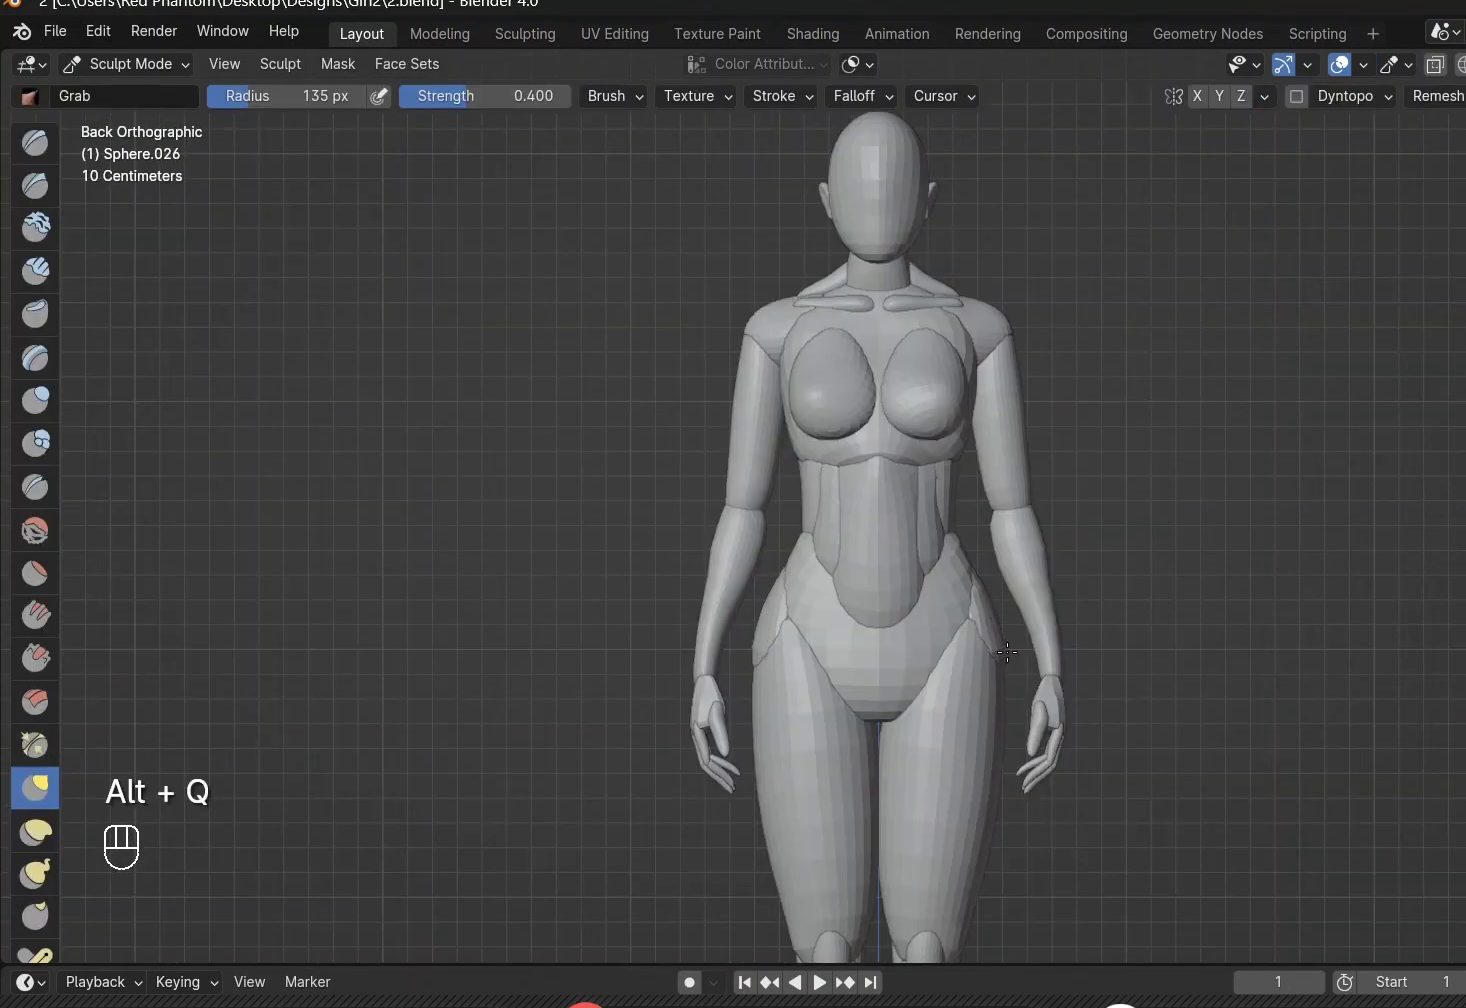 2 [C:\Users\Red Phantom\Desktop\Designs\Girl2\2.blend] - Blender 4.0
File Edit Render Window Help Layout Modeling Sculpting UV Editing Texture Paint Shading Animation Rendering Compositing Geometry Nodes Scripting +
Sculpt Mode View Sculpt Mask Face Sets Color Attribut...
Grab Radius 135 px Strength 0.400 Brush Texture Stroke Falloff Cursor X Y Z Dyntopo Remesh
Back Orthographic
(1) Sphere.026
10 Centimeters
Alt + Q
Playback Keying View Marker 1 Start 1